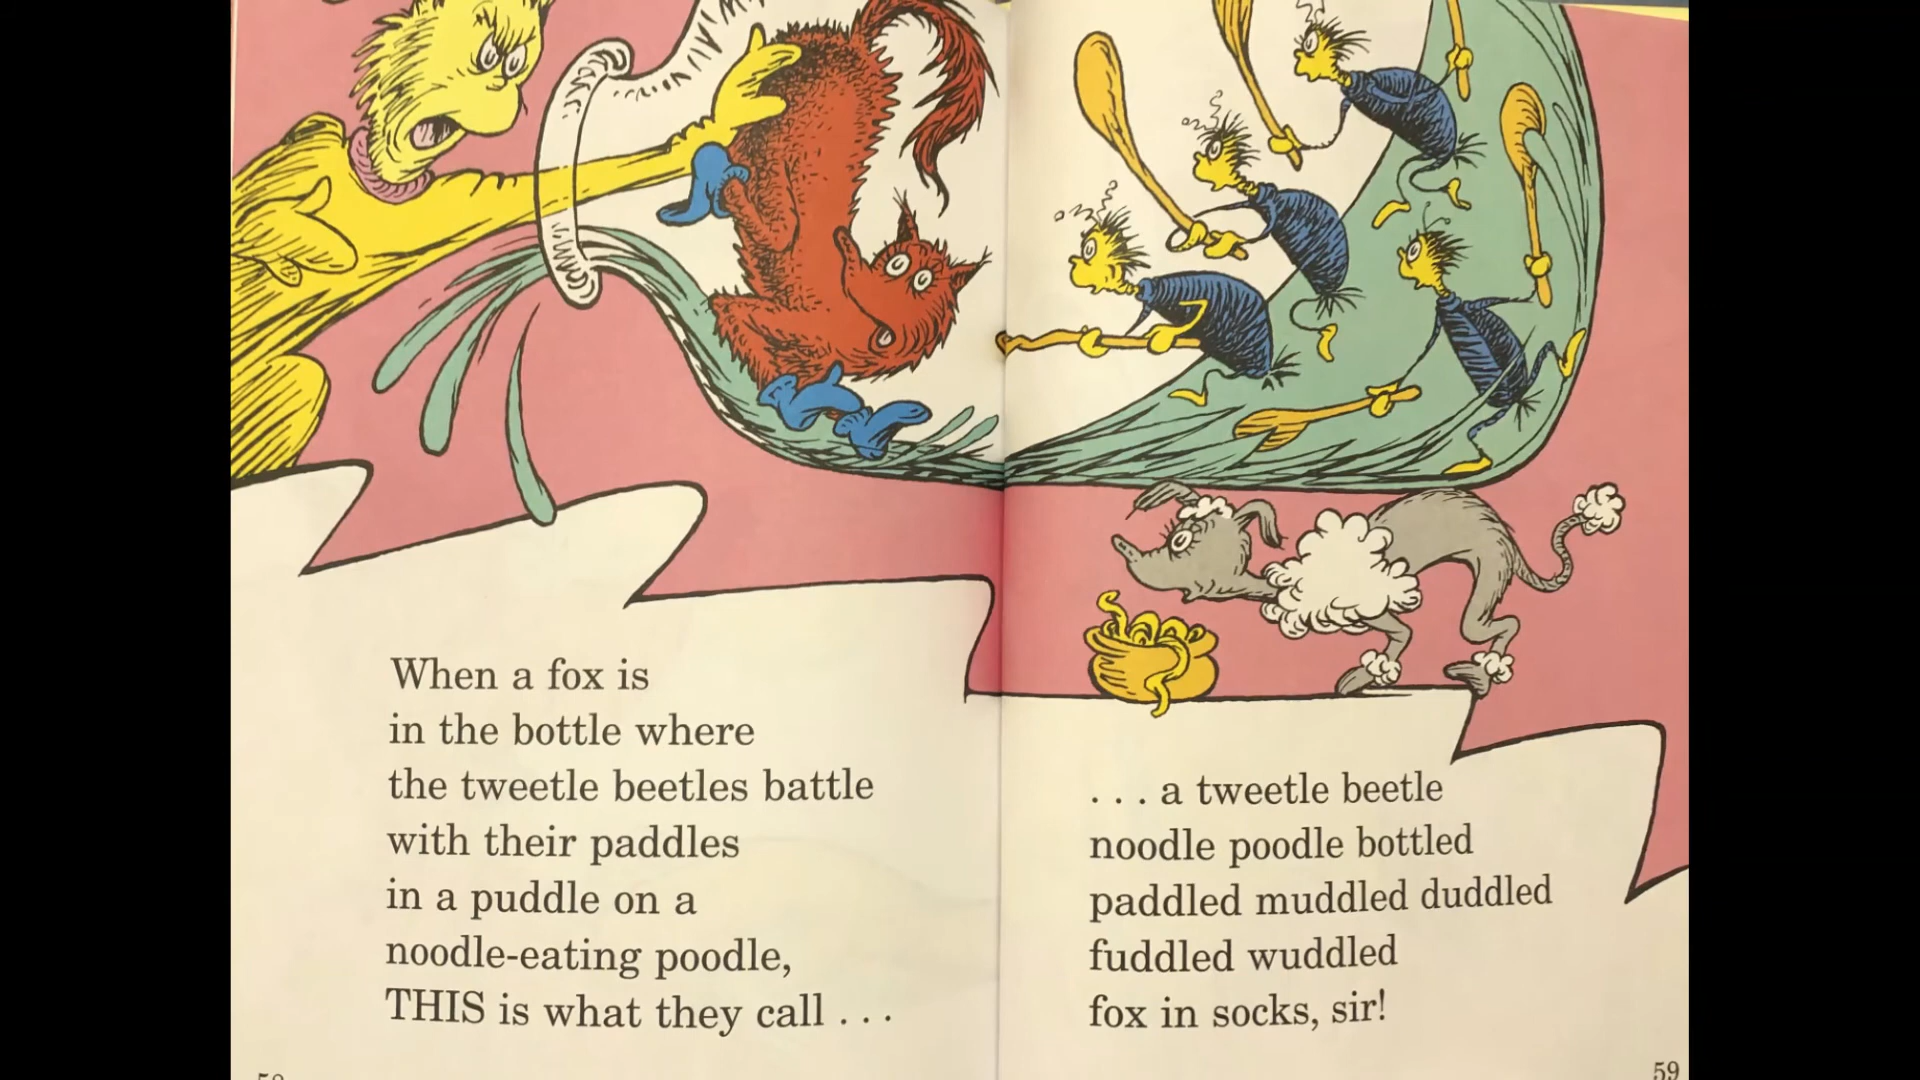 When a fox is
in the bottle where
the tweetle beetles battle
with their paddles
in a puddle on a
noodle-eating poodle,
THIS is what they call . . .
. . . a tweetle beetle
noodle poodle bottled
paddled muddled duddled
fuddled wuddled
fox in socks, sir!
59